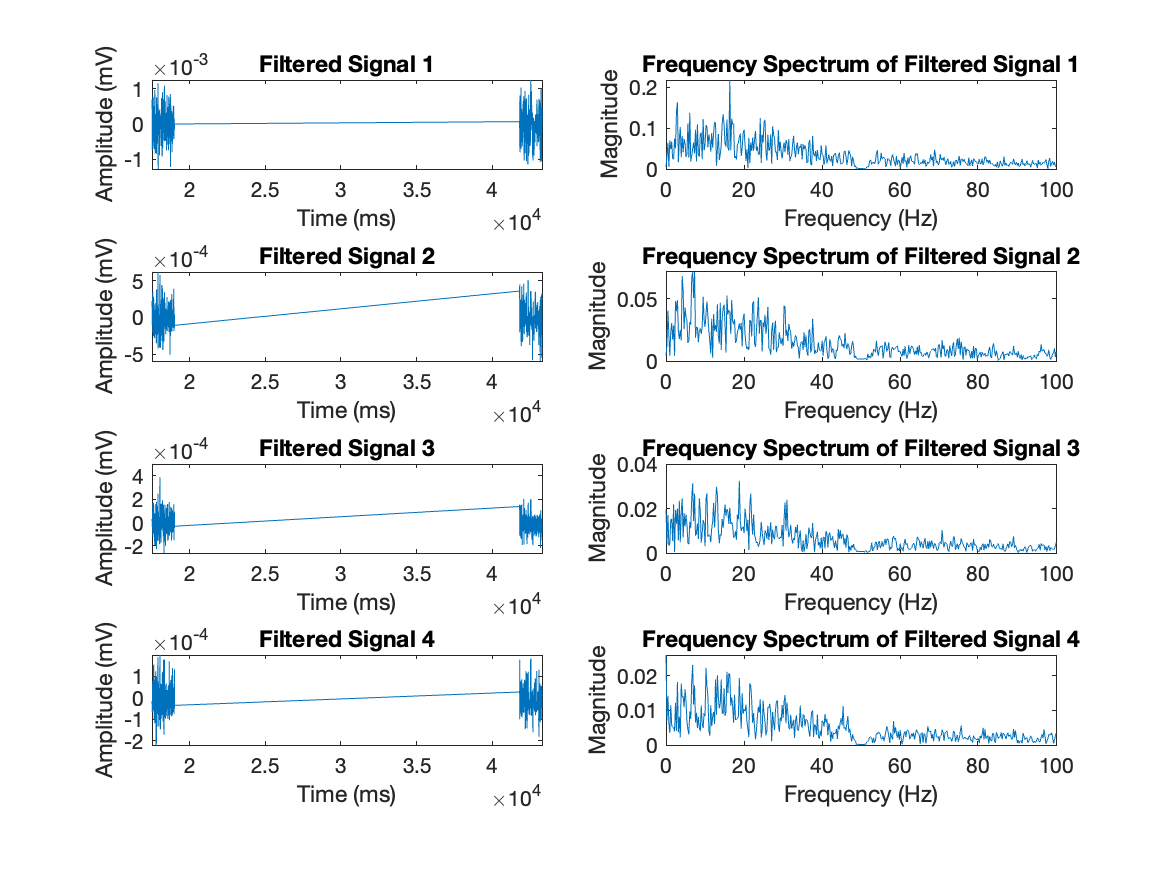 Filtered Signal 1
×10-3
Amplitude (mV)
1
0
-1
2 2.5 3 3.5 4
×104
Time (ms)
Frequency Spectrum of Filtered Signal 1
Magnitude
0.2
0.1
0
0 20 40 60 80 100
Frequency (Hz)
Filtered Signal 2
×10-4
Amplitude (mV)
5
0
-5
2 2.5 3 3.5 4
×104
Time (ms)
Frequency Spectrum of Filtered Signal 2
Magnitude
0.05
0
0 20 40 60 80 100
Frequency (Hz)
Filtered Signal 3
×10-4
Amplitude (mV)
4
2
0
-2
2 2.5 3 3.5 4
×104
Time (ms)
Frequency Spectrum of Filtered Signal 3
Magnitude
0.04
0.02
0
0 20 40 60 80 100
Frequency (Hz)
Filtered Signal 4
×10-4
Amplitude (mV)
1
0
-1
-2
2 2.5 3 3.5 4
×104
Time (ms)
Frequency Spectrum of Filtered Signal 4
Magnitude
0.02
0.01
0
0 20 40 60 80 100
Frequency (Hz)